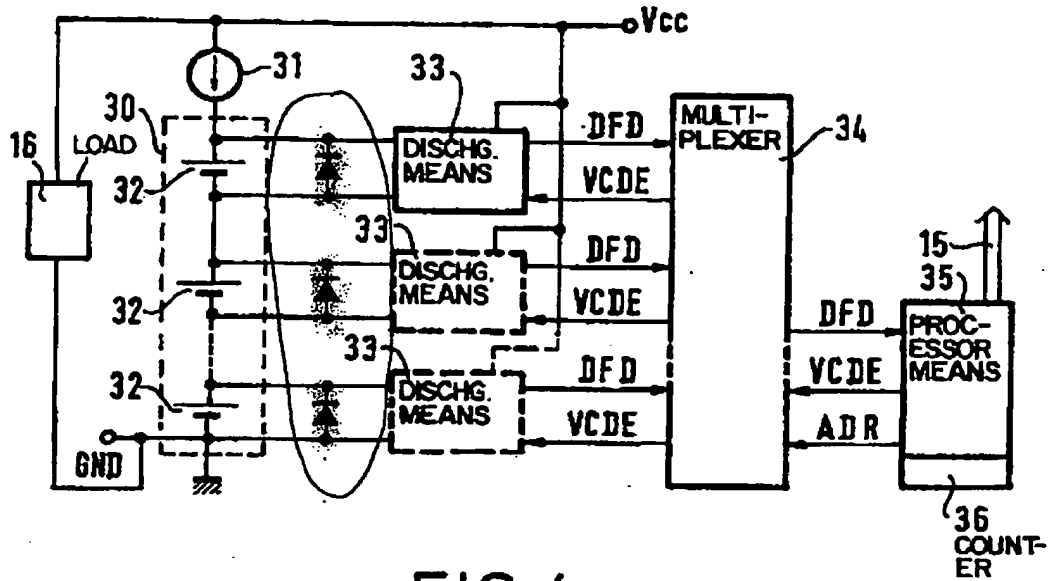 Vcc
31
33
30
DFD
MULTI-
PLEXER
34
16
LOAD
DISCHG.
MEANS
32
VCDE
33
DFD
15
DISCHG.
MEANS
35
32
VCDE
DFD
PROC-
ESSOR
MEANS
33
DFD
VCDE
32
DISCHG.
MEANS
VCDE
ADR
GND
36
COUNT-
ER